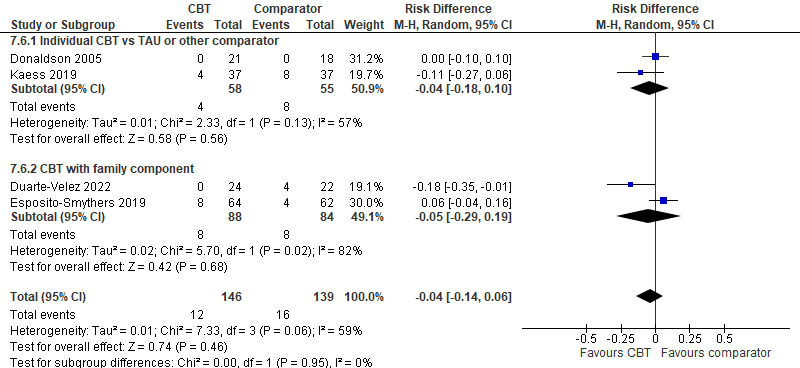 CBT Comparator Risk Difference Risk Difference
Study or Subgroup Events Total Events Total Weight M-H, Random, 95% CI M-H, Random, 95% CI
7.6.1 Individual CBT vs TAU or other comparator
Donaldson 2005 0 21 0 18 31.2% 0.00 [-0.10, 0.10]
Kaess 2019 4 37 8 37 19.7% -0.11 [-0.27, 0.06]
Subtotal (95% CI) 58 55 50.9% -0.04 [-0.18, 0.10]
Total events 4 8
Heterogeneity: Tau² = 0.01; Chi² = 2.33, df = 1 (P = 0.13); I² = 57%
Test for overall effect: Z = 0.58 (P = 0.56)
7.6.2 CBT with family component
Duarte-Velez 2022 0 24 4 22 19.1% -0.18 [-0.35, -0.01]
Esposito-Smythers 2019 8 64 4 62 30.0% 0.06 [-0.04, 0.16]
Subtotal (95% CI) 88 84 49.1% -0.05 [-0.29, 0.19]
Total events 8 8
Heterogeneity: Tau² = 0.02; Chi² = 5.70, df = 1 (P = 0.02); I² = 82%
Test for overall effect: Z = 0.42 (P = 0.68)
Total (95% CI) 146 139 100.0% -0.04 [-0.14, 0.06]
Total events 12 16
Heterogeneity: Tau² = 0.01; Chi² = 7.33, df = 3 (P = 0.06); I² = 59%
Test for overall effect: Z = 0.74 (P = 0.46)
Test for subgroup differences: Chi² = 0.00, df = 1 (P = 0.95), I² = 0%
-1 -0.5 -0.25 0 0.25 0.5 1
Favours CBT Favours comparator